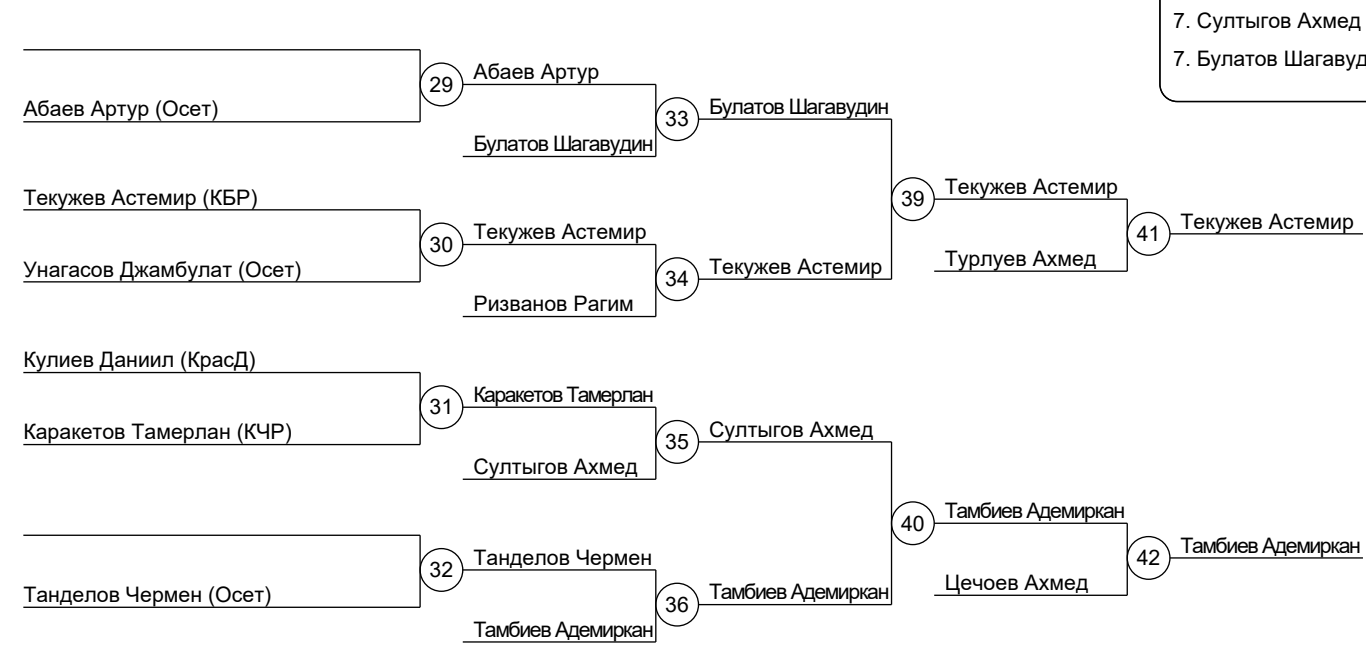 7. Султыгов Ахмед
7. Булатов Шагавуд
29 Абаев Артур
Абаев Артур (Осет)
33 Булатов Шагавудин
Булатов Шагавудин
Текужев Астемир (КБР)
39 Текужев Астемир
30 Текужев Астемир
41 Текужев Астемир
Унагасов Джамбулат (Осет)
34 Текужев Астемир
Турлуев Ахмед
Ризванов Рагим
Кулиев Даниил (КрасД)
31 Каракетов Тамерлан
Каракетов Тамерлан (КЧР)
35 Султыгов Ахмед
Султыгов Ахмед
40 Тамбиев Адемиркан
32 Танделов Чермен
42 Тамбиев Адемиркан
Танделов Чермен (Осет)
36 Тамбиев Адемиркан
Цечоев Ахмед
Тамбиев Адемиркан